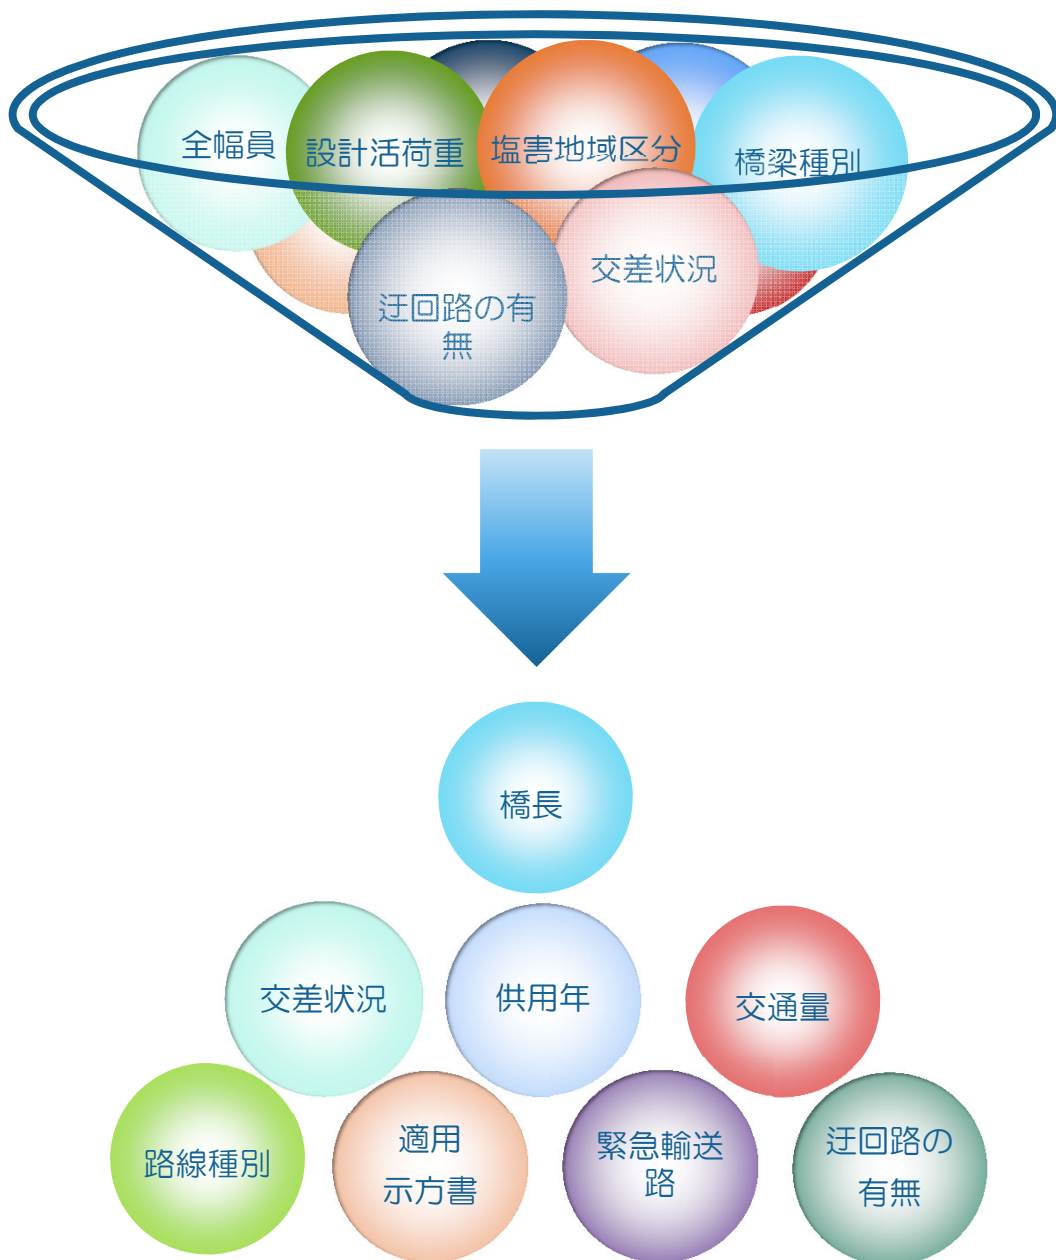 全幅員
設計活荷重
塩害地域区分
橋梁種別
迂回路の有
無
交差状況
橋長
交差状況
供用年
交通量
路線種別
適用
示方書
緊急輸送
路
迂回路の
有無